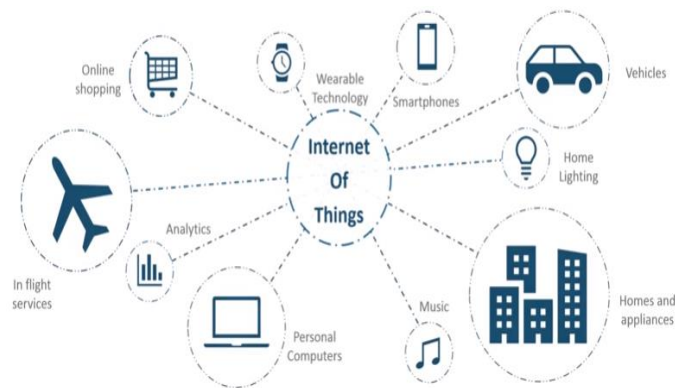 Online
shopping
Wearable
Technology
Smartphones
Vehicles
Internet
Of
Things
Home
Lighting
Analytics
In flight
services
Personal
Computers
Music
Homes and
appliances